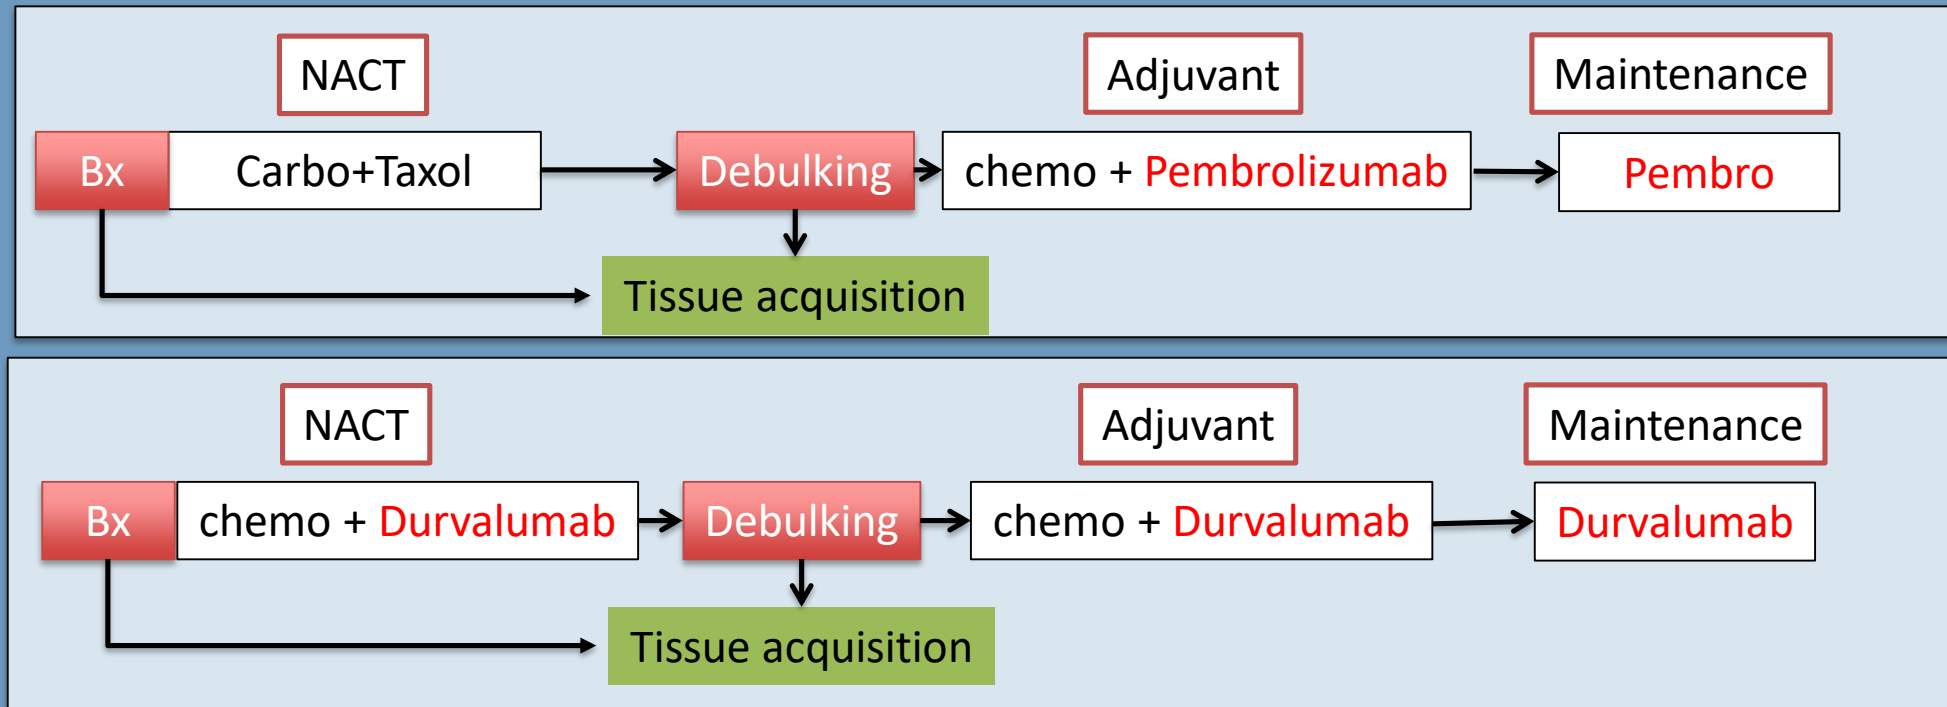 NACT
Adjuvant
Maintenance
Bx
Carbo+Taxol
Debulking
chemo + Pembrolizumab
Pembro
Tissue acquisition
NACT
Adjuvant
Maintenance
Bx
chemo + Durvalumab
Debulking
chemo + Durvalumab
Durvalumab
Tissue acquisition